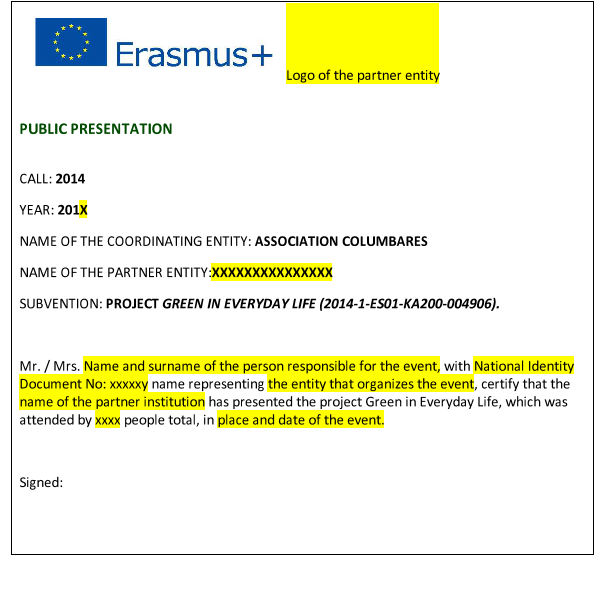 Erasmus+
Logo of the partner entity
PUBLIC PRESENTATION
CALL: 2014
YEAR: 201X
NAME OF THE COORDINATING ENTITY: ASSOCIATION COLUMBARES
NAME OF THE PARTNER ENTITY:XXXXXXXXXXXXXXX
SUBVENTION: PROJECT GREEN IN EVERYDAY LIFE (2014-1-ES01-KA200-004906).
Mr. / Mrs. Name and surname of the person responsible for the event, with National Identity
Document No: xxxxxy name representing the entity that organizes the event, certify that the
name of the partner institution has presented the project Green in Everyday Life, which was
attended by xxxx people total, in place and date of the event.
Signed: